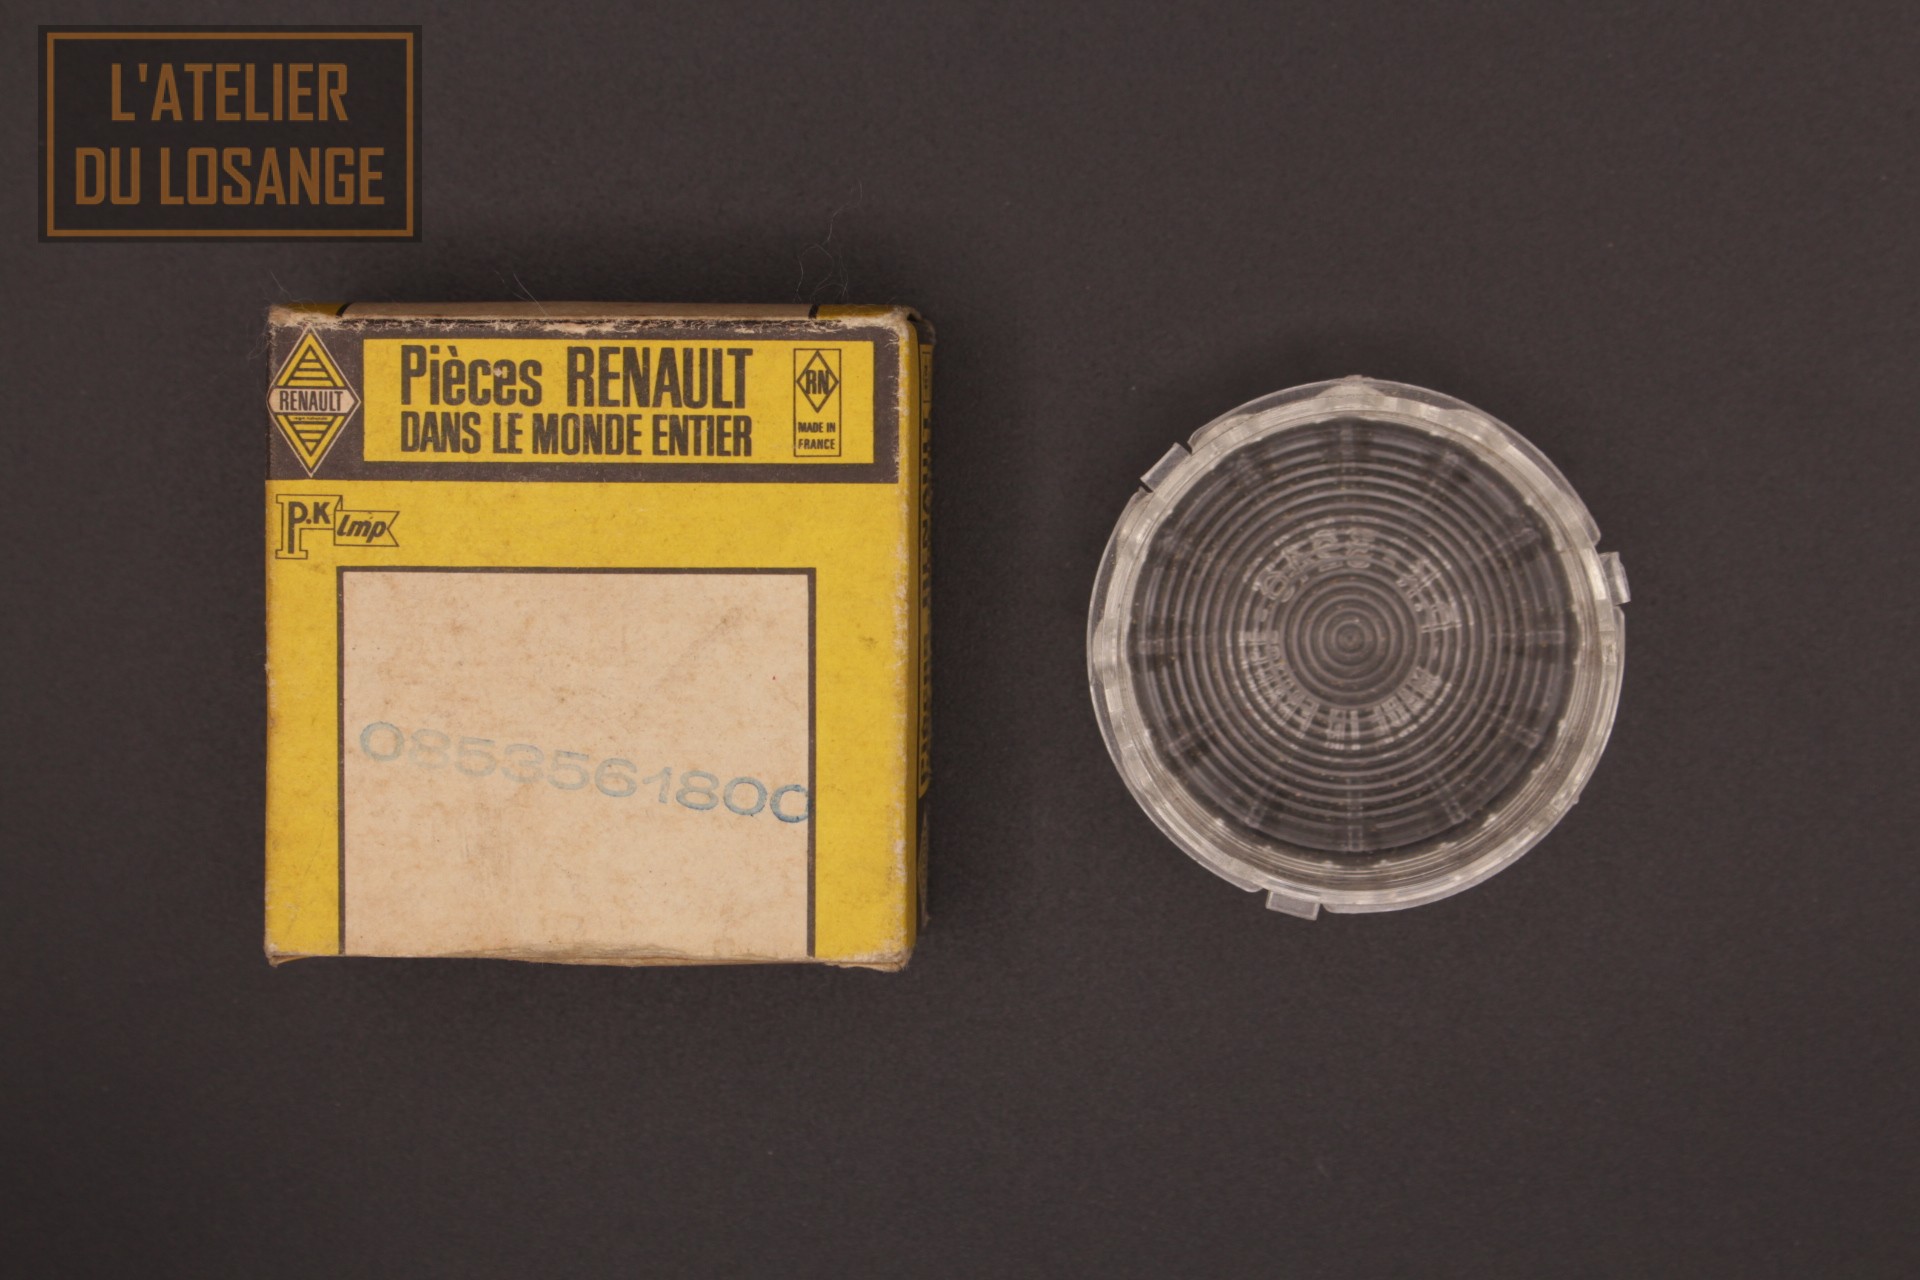 L'ATELIER
DU LOSANGE
RENAULT
Pièces RENAULT
DANS LE MONDE ENTIER
RN
MADE IN
FRANCE
P.K
Lmp
0853561800